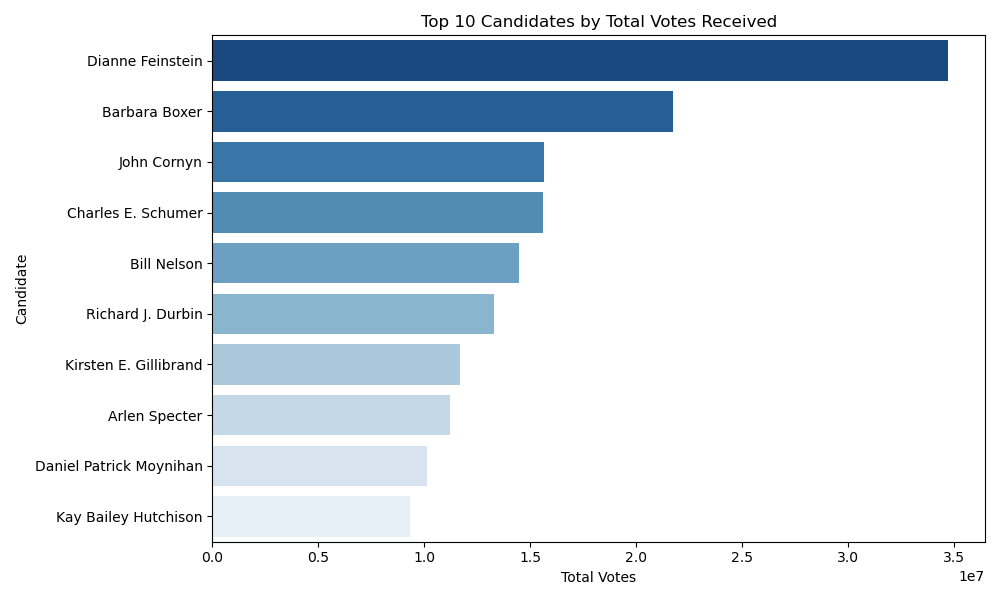 Top 10 Candidates by Total Votes Received
Candidate
Dianne Feinstein
Barbara Boxer
John Cornyn
Charles E. Schumer
Bill Nelson
Richard J. Durbin
Kirsten E. Gillibrand
Arlen Specter
Daniel Patrick Moynihan
Kay Bailey Hutchison
0.0 0.5 1.0 1.5 2.0 2.5 3.0 3.5
1e7
Total Votes